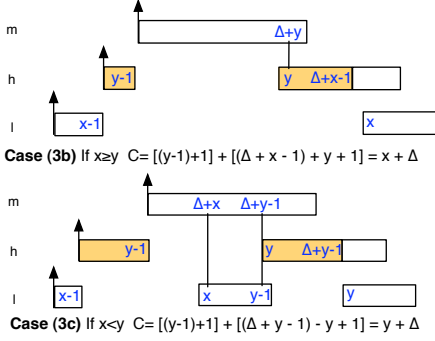 m
Δ+y
h
y-1
y
Δ+x-1
l
x-1
x
Case (3b) If x≥y C= [(y-1)+1] + [(Δ + x - 1) + y + 1] = x + Δ
m
Δ+x
Δ+y-1
h
y-1
y
Δ+y-1
l
x-1
x
y-1
y
Case (3c) If x<y C= [(y-1)+1] + [(Δ + y - 1) - y + 1] = y + Δ